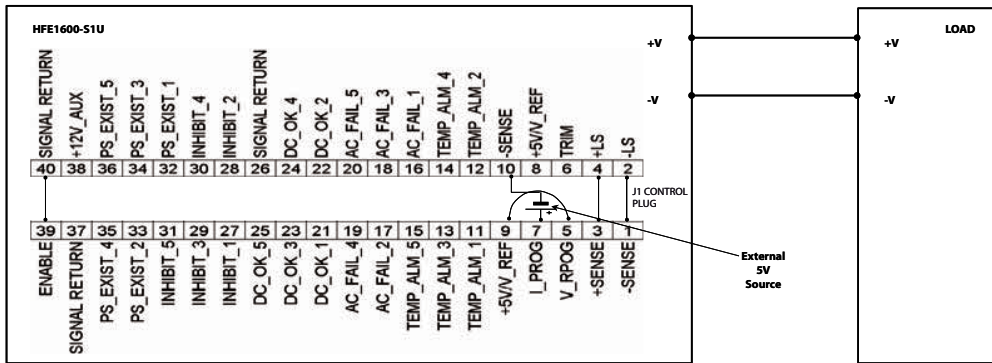 HFE1600-S1U
+V
+V
LOAD
-V
-V
SIGNAL RETURN
+12V_AUX
PS_EXIST_5
PS_EXIST_3
PS_EXIST_1
INHIBIT_4
INHIBIT_2
SIGNAL RETURN
DC_OK_4
DC_OK_2
AC_FAIL_5
AC_FAIL_3
AC_FAIL_1
TEMP_ALM_4
TEMP_ALM_2
-SENSE
+5V/V_REF
TRIM
+LS
-LS
40 38 36 34 32 30 28 26 24 22 20 18 16 14 12 10 8 6 4 2
J1 CONTROL
PLUG
39 37 35 33 31 29 27 25 23 21 19 17 15 13 11 9 7 5 3 1
ENABLE
SIGNAL RETURN
PS_EXIST_4
PS_EXIST_2
INHIBIT_5
INHIBIT_3
INHIBIT_1
DC_OK_5
DC_OK_3
DC_OK_1
AC_FAIL_4
AC_FAIL_2
TEMP_ALM_5
TEMP_ALM_3
TEMP_ALM_1
+5V/V_REF
I_PROG
V_RPOG
+SENSE
-SENSE
+
External
5V
Source